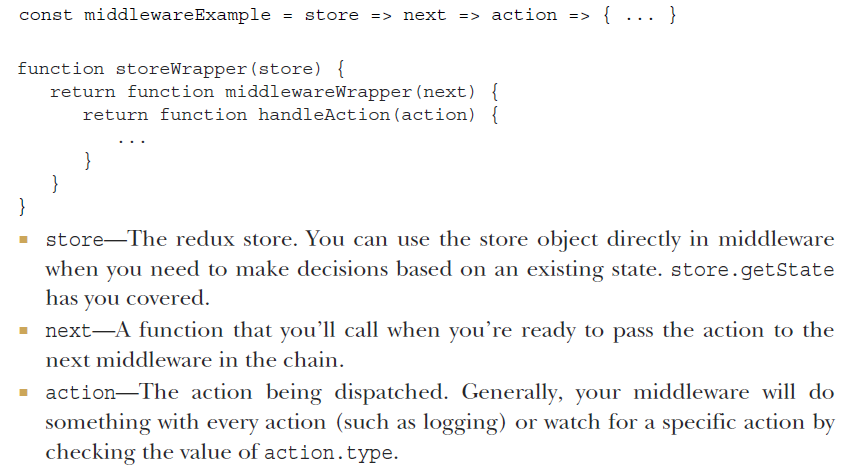 const middlewareExample = store => next => action => { ... }
function storeWrapper(store) {
return function middlewareWrapper(next) {
return function handleAction(action) {
...
}
}
}
▪ store—The redux store. You can use the store object directly in middleware
when you need to make decisions based on an existing state. store.getState
has you covered.
▪ next—A function that you'll call when you're ready to pass the action to the
next middleware in the chain.
▪ action—The action being dispatched. Generally, your middleware will do
something with every action (such as logging) or watch for a specific action by
checking the value of action.type.